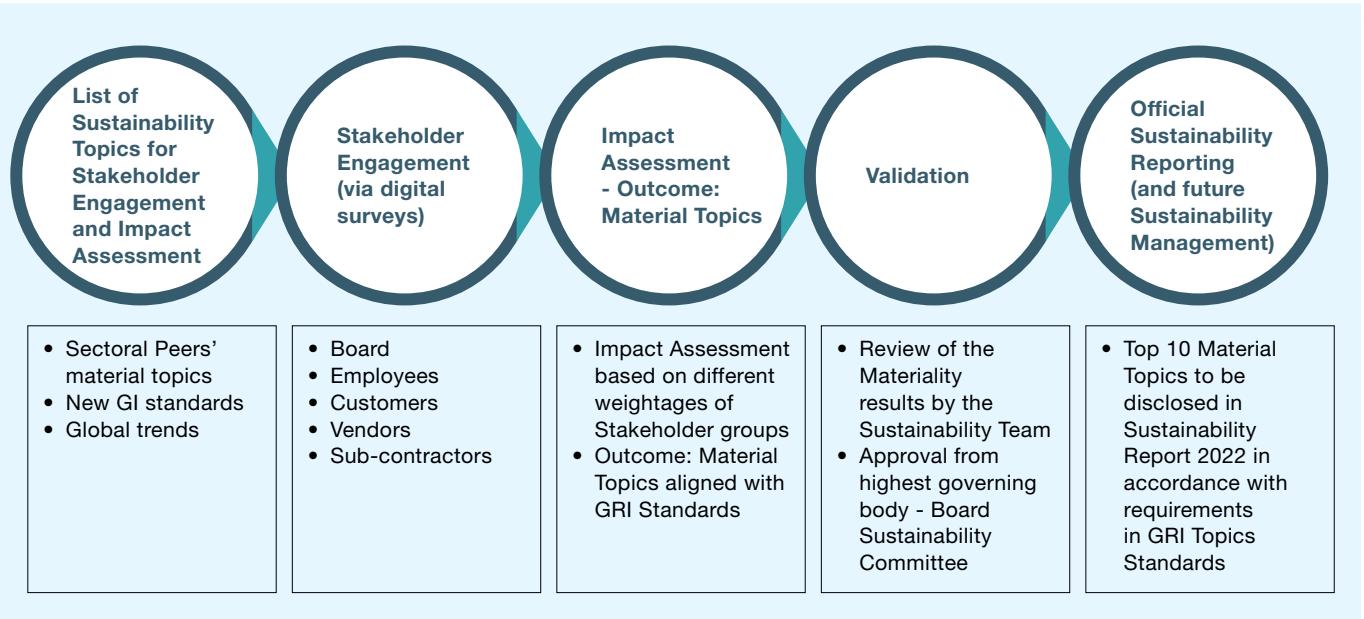 List of
Sustainability
Topics for
Stakeholder
Engagement
and Impact
Assessment
Stakeholder
Engagement
(via digital
surveys)
Impact
Assessment
- Outcome:
Material Topics
Validation
Official
Sustainability
Reporting
(and future
Sustainability
Management)
• Sectoral Peers’
material topics
• New GI standards
• Global trends
• Board
• Employees
• Customers
• Vendors
• Sub-contractors
• Impact Assessment
based on different
weightages of
Stakeholder groups
• Outcome: Material
Topics aligned with
GRI Standards
• Review of the
Materiality
results by the
Sustainability Team
• Approval from
highest governing
body - Board
Sustainability
Committee
• Top 10 Material
Topics to be
disclosed in
Sustainability
Report 2022 in
accordance with
requirements
in GRI Topics
Standards